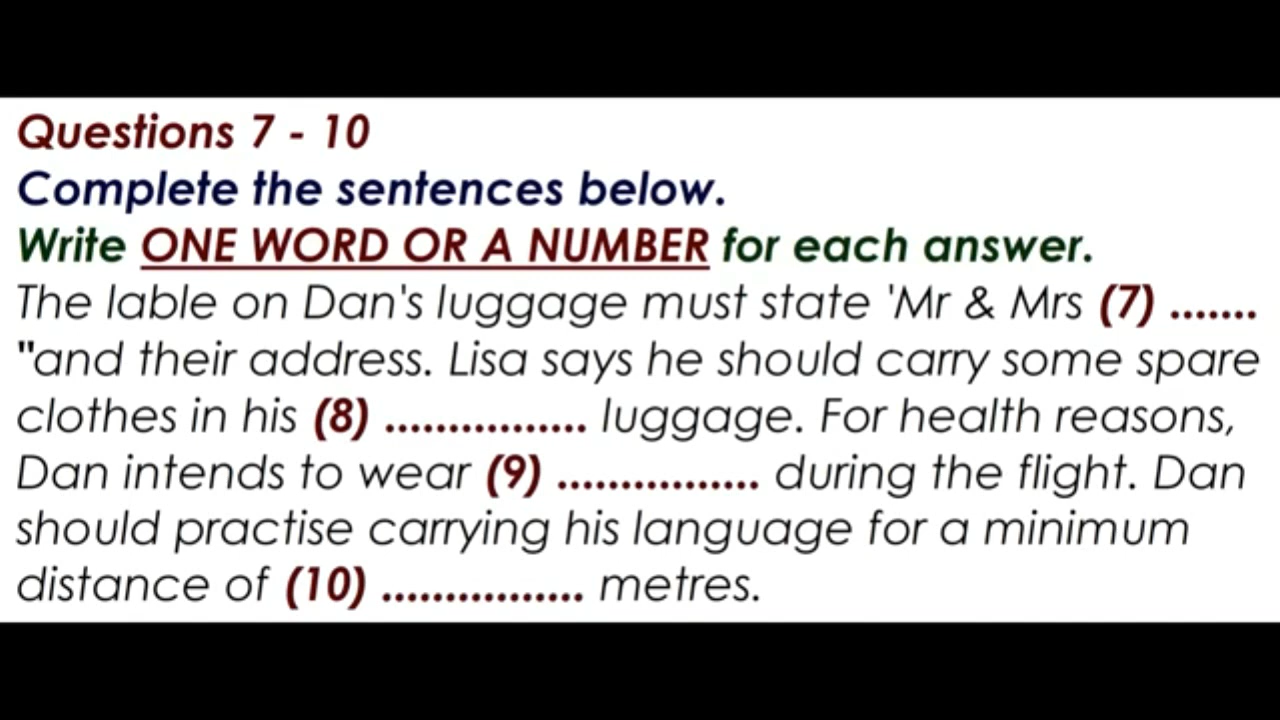 Questions 7 - 10
Complete the sentences below.
Write ONE WORD OR A NUMBER for each answer.
The lable on Dan's luggage must state 'Mr & Mrs (7) .......
"and their address. Lisa says he should carry some spare
clothes in his (8) ................ luggage. For health reasons,
Dan intends to wear (9) ................ during the flight. Dan
should practise carrying his language for a minimum
distance of (10) ................ metres.